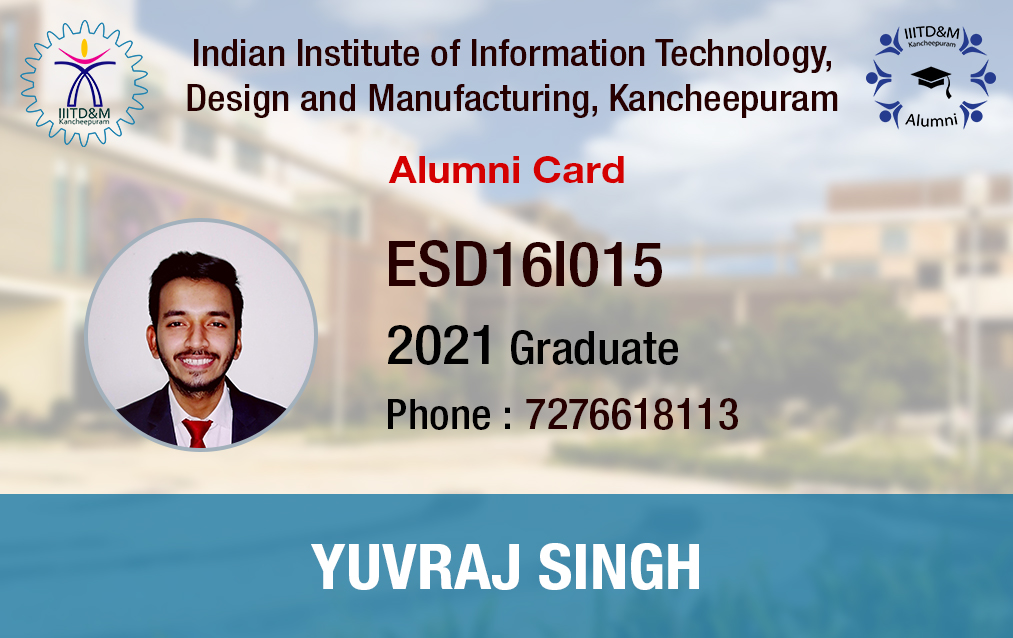 Indian Institute of Information Technology,
Design and Manufacturing, Kancheepuram
IIITD&M
Kancheepuram
IIITD&M
Kancheepuram
Alumni
Alumni Card
ESD16I015
2021 Graduate
Phone : 7276618113
YUVRAJ SINGH